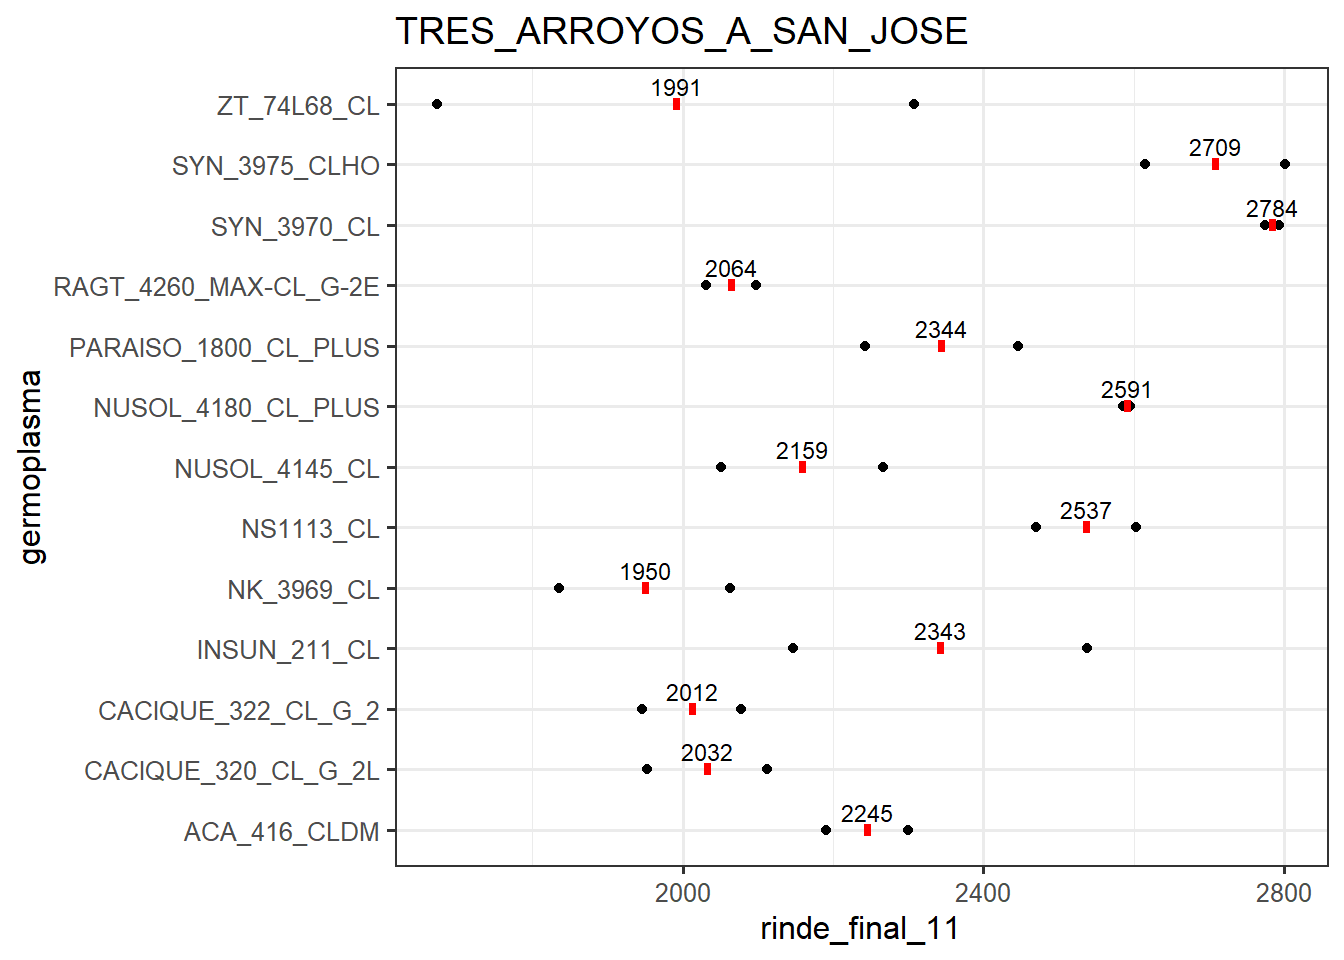 TRES_ARROYOS_A_SAN_JOSE
germoplasma
ZT_74L68_CL
1991
SYN_3975_CLHO
2709
SYN_3970_CL
2784
RAGT_4260_MAX-CL_G-2E
2064
PARAISO_1800_CL_PLUS
2344
NUSOL_4180_CL_PLUS
2591
NUSOL_4145_CL
2159
NS1113_CL
2537
NK_3969_CL
1950
INSUN_211_CL
2343
CACIQUE_322_CL_G_2
2012
CACIQUE_320_CL_G_2L
2032
ACA_416_CLDM
2245
2000 2400 2800
rinde_final_11